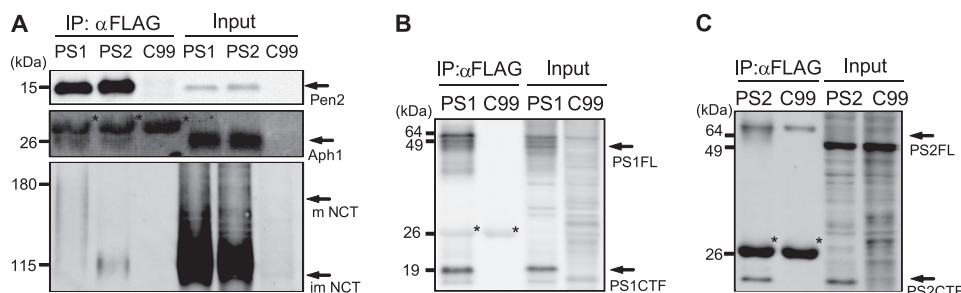 A
IP: αFLAG Input
PS1 PS2 C99 PS1 PS2 C99
(kDa)
15
Pen2
* * *
26
Aph1
180
m NCT
115
im NCT
B
IP:αFLAG Input
PS1 C99 PS1 C99
(kDa)
64
49
PS1FL
26
* *
19
PS1CTF
C
IP:αFLAG Input
PS2 C99 PS2 C99
(kDa)
64
49
PS2FL
26
* *
PS2CTF